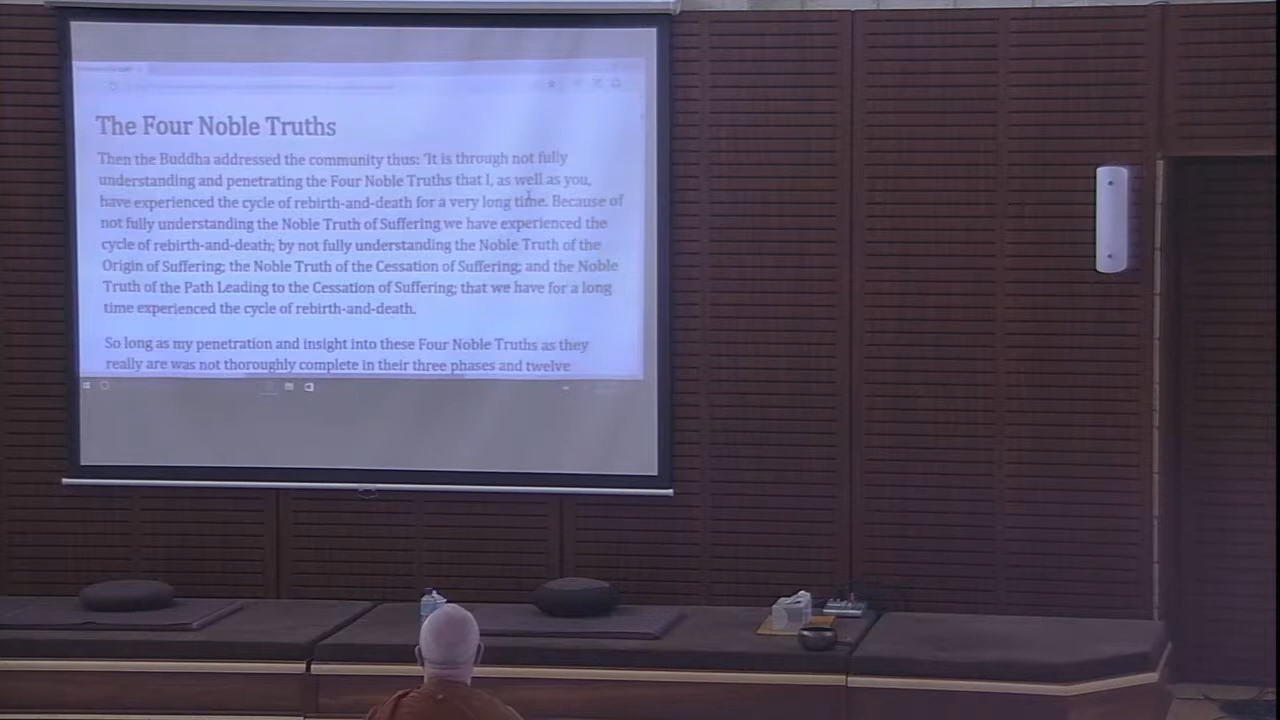 The Four Noble Truths
Then the Buddha addressed the community thus: 'It is through not fully
understanding and penetrating the Four Noble Truths that I, as well as you,
have experienced the cycle of rebirth-and-death for a very long time. Because of
not fully understanding the Noble Truth of Suffering we have experienced the
cycle of rebirth-and-death; by not fully understanding the Noble Truth of the
Origin of Suffering; the Noble Truth of the Cessation of Suffering; and the Noble
Truth of the Path Leading to the Cessation of Suffering; that we have for a long
time experienced the cycle of rebirth-and-death.
So long as my penetration and insight into these Four Noble Truths as they
really are was not thoroughly complete in their three phases and twelve